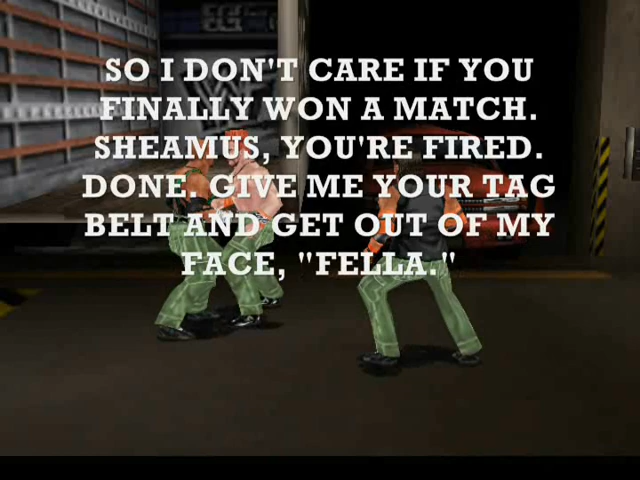 SO I DON'T CARE IF YOU
FINALLY WON A MATCH.
SHEAMUS, YOU'RE FIRED.
DONE. GIVE ME YOUR TAG
BELT AND GET OUT OF MY
FACE, "FELLA."